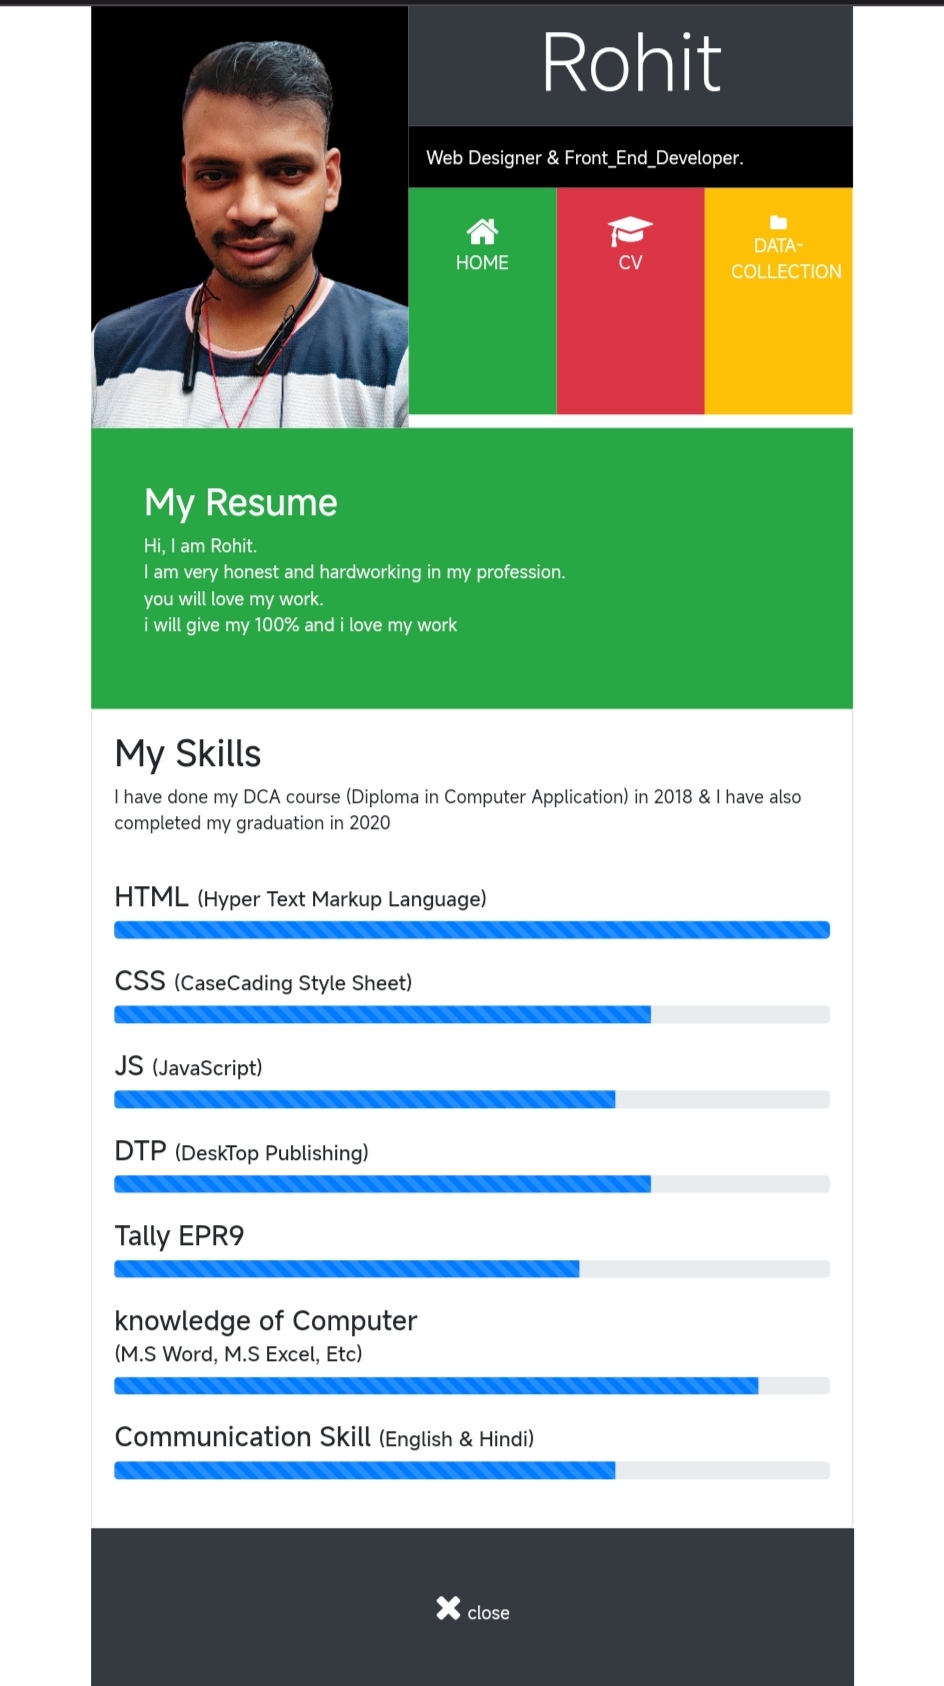 Rohit
Web Designer & Front_End_Developer.
HOME
CV
DATA-
COLLECTION
My Resume
Hi, I am Rohit.
I am very honest and hardworking in my profession.
you will love my work.
i will give my 100% and i love my work
My Skills
I have done my DCA course (Diploma in Computer Application) in 2018 & I have also
completed my graduation in 2020
HTML (Hyper Text Markup Language)
CSS (CaseCading Style Sheet)
JS (JavaScript)
DTP (DeskTop Publishing)
Tally EPR9
knowledge of Computer
(M.S Word, M.S Excel, Etc)
Communication Skill (English & Hindi)
close